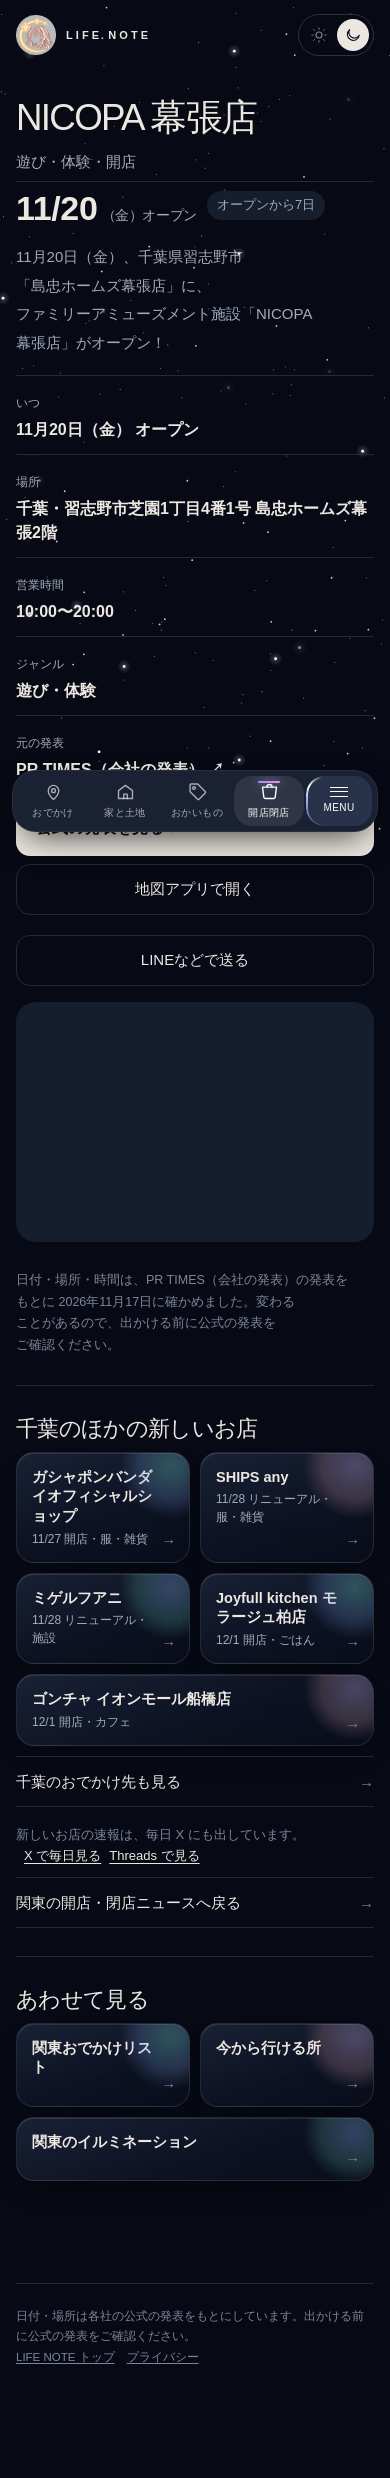 LIFE.NOTE
NICOPA 幕張店
遊び・体験・開店
11/20 （金）オープン オープンから7日
11月20日（金）、千葉県習志野市
「島忠ホームズ幕張店」に、
ファミリーアミューズメント施設「NICOPA
幕張店」がオープン！
いつ
11月20日（金） オープン
場所
千葉・習志野市芝園1丁目4番1号 島忠ホームズ幕
張2階
営業時間
10:00〜20:00
ジャンル
遊び・体験
元の発表
PR TIMES（会社の発表） ↗
おでかけ 家と土地 おかいもの 開店閉店 MENU
地図アプリで開く
LINEなどで送る
日付・場所・時間は、PR TIMES（会社の発表）の発表を
もとに 2026年11月17日に確かめました。変わる
ことがあるので、出かける前に公式の発表を
ご確認ください。
千葉のほかの新しいお店
ガシャポンバンダ
イオフィシャルシ
ョップ
11/27 開店・服・雑貨 →
SHIPS any
11/28 リニューアル・
服・雑貨
→
ミゲルフアニ
11/28 リニューアル・
施設 →
Joyfull kitchen モ
ラージュ柏店
12/1 開店・ごはん →
ゴンチャ イオンモール船橋店
12/1 開店・カフェ →
千葉のおでかけ先も見る →
新しいお店の速報は、毎日 X にも出しています。
X で毎日見る Threads で見る
関東の開店・閉店ニュースへ戻る →
あわせて見る
関東おでかけリス
ト
→
今から行ける所
→
関東のイルミネーション
→
日付・場所は各社の公式の発表をもとにしています。出かける前
に公式の発表をご確認ください。
LIFE NOTE トップ プライバシー